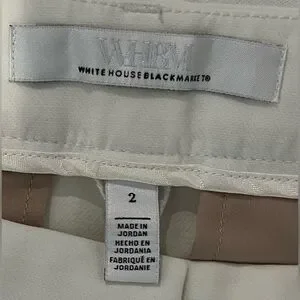 WHBM
WHITE HOUSE BLACK MARKET®
2
MADE IN
JORDAN
HECHO EN
JORDANIA
FABRIQUÉ EN
JORDANIE